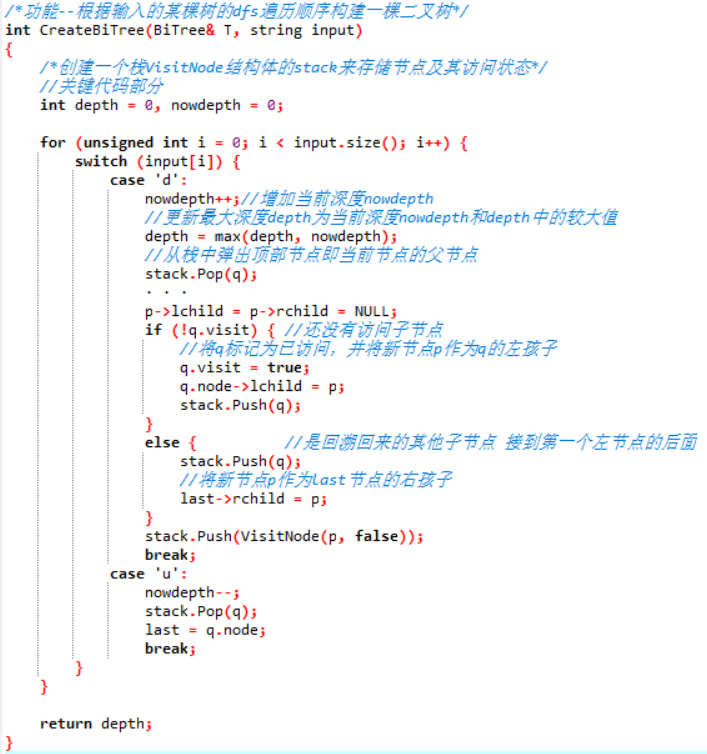 /*功能--根据输入的某棵树的dfs遍历顺序构建一棵二叉树*/
int CreateBiTree(BiTree& T, string input)
{
    /*创建一个栈VisitNode结构体的stack来存储节点及其访问状态*/
    //关键代码部分
    int depth = 0, nowdepth = 0;

    for (unsigned int i = 0; i < input.size(); i++) {
        switch (input[i]) {
            case 'd':
                nowdepth++;//增加当前深度nowdepth
                //更新最大深度depth为当前深度nowdepth和depth中的较大值
                depth = max(depth, nowdepth);
                //从栈中弹出顶部节点即当前节点的父节点
                stack.Pop(q);
                . . .
                p->lchild = p->rchild = NULL;
                if (!q.visit) { //还没有访问子节点
                    //将q标记为已访问，并将新节点p作为q的左孩子
                    q.visit = true;
                    q.node->lchild = p;
                    stack.Push(q);
                }
                else {          //是回溯回来的其他子节点 接到第一个左节点的后面
                    stack.Push(q);
                    //将新节点p作为last节点的右孩子
                    last->rchild = p;
                }
                stack.Push(VisitNode(p, false));
                break;
            case 'u':
                nowdepth--;
                stack.Pop(q);
                last = q.node;
                break;
        }
    }

    return depth;
}